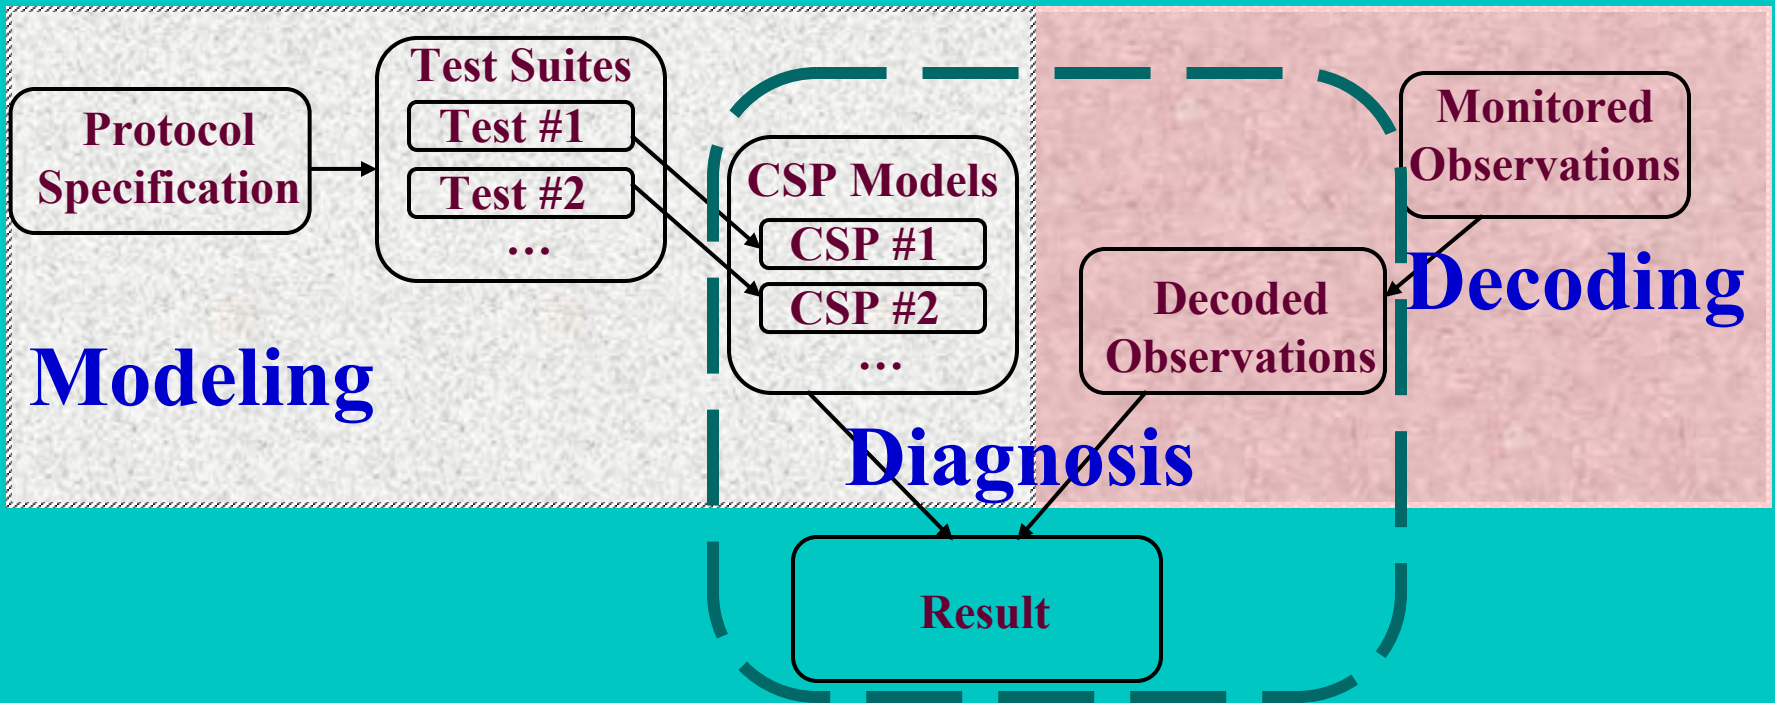 Protocol
Specification
Test Suites
Test #1
Test #2
…
CSP Models
CSP #1
CSP #2
…
Monitored
Observations
Decoded
Observations
Modeling
Decoding
Diagnosis
Result